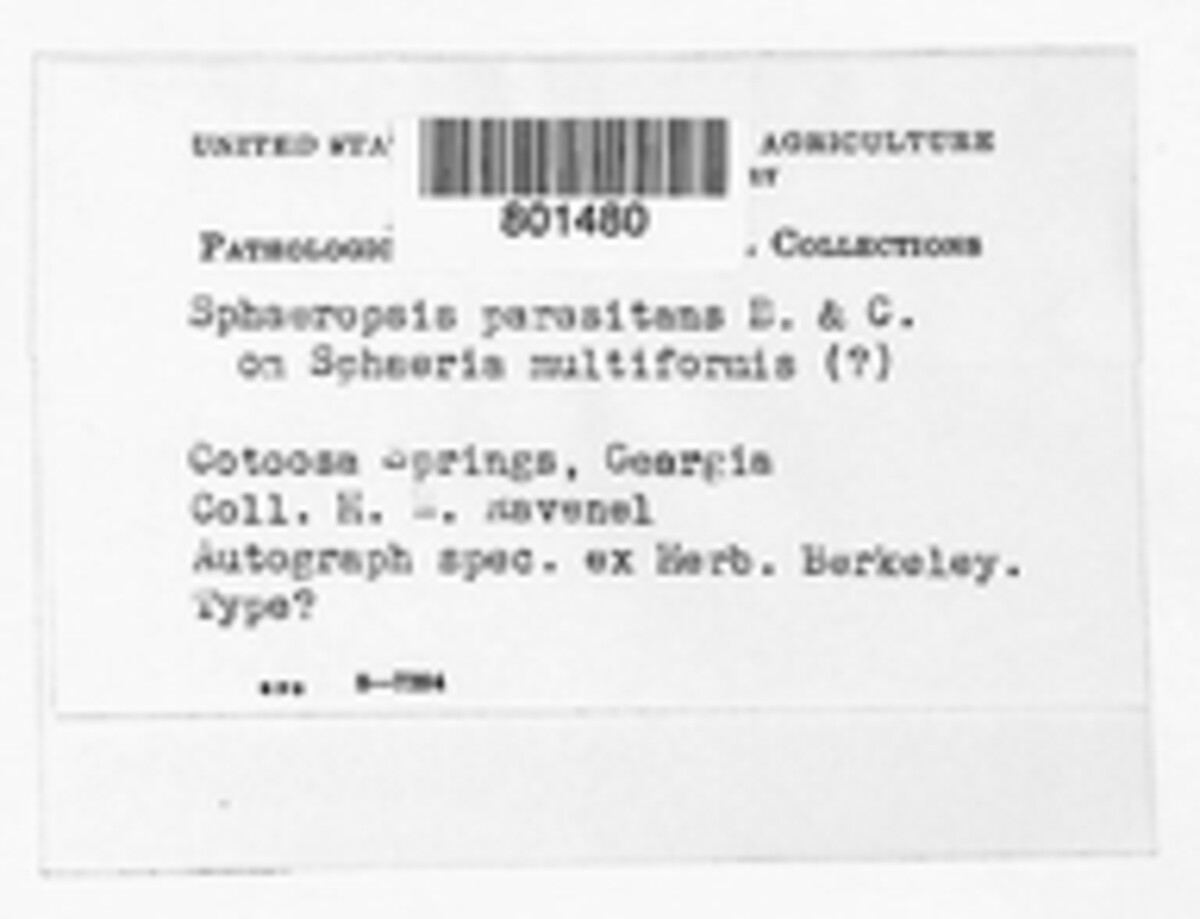 UNITED STA AGRICULTURE
801480
PATHOLOGIC . COLLECTIONS
Sphaeropsis parasitans B. & C.
on Sphaeria multiformis (?)
Cotoosa Springs, Georgia
Coll. H. W. Ravenel
Autograph spec. ex Herb. Berkeley.
Type?